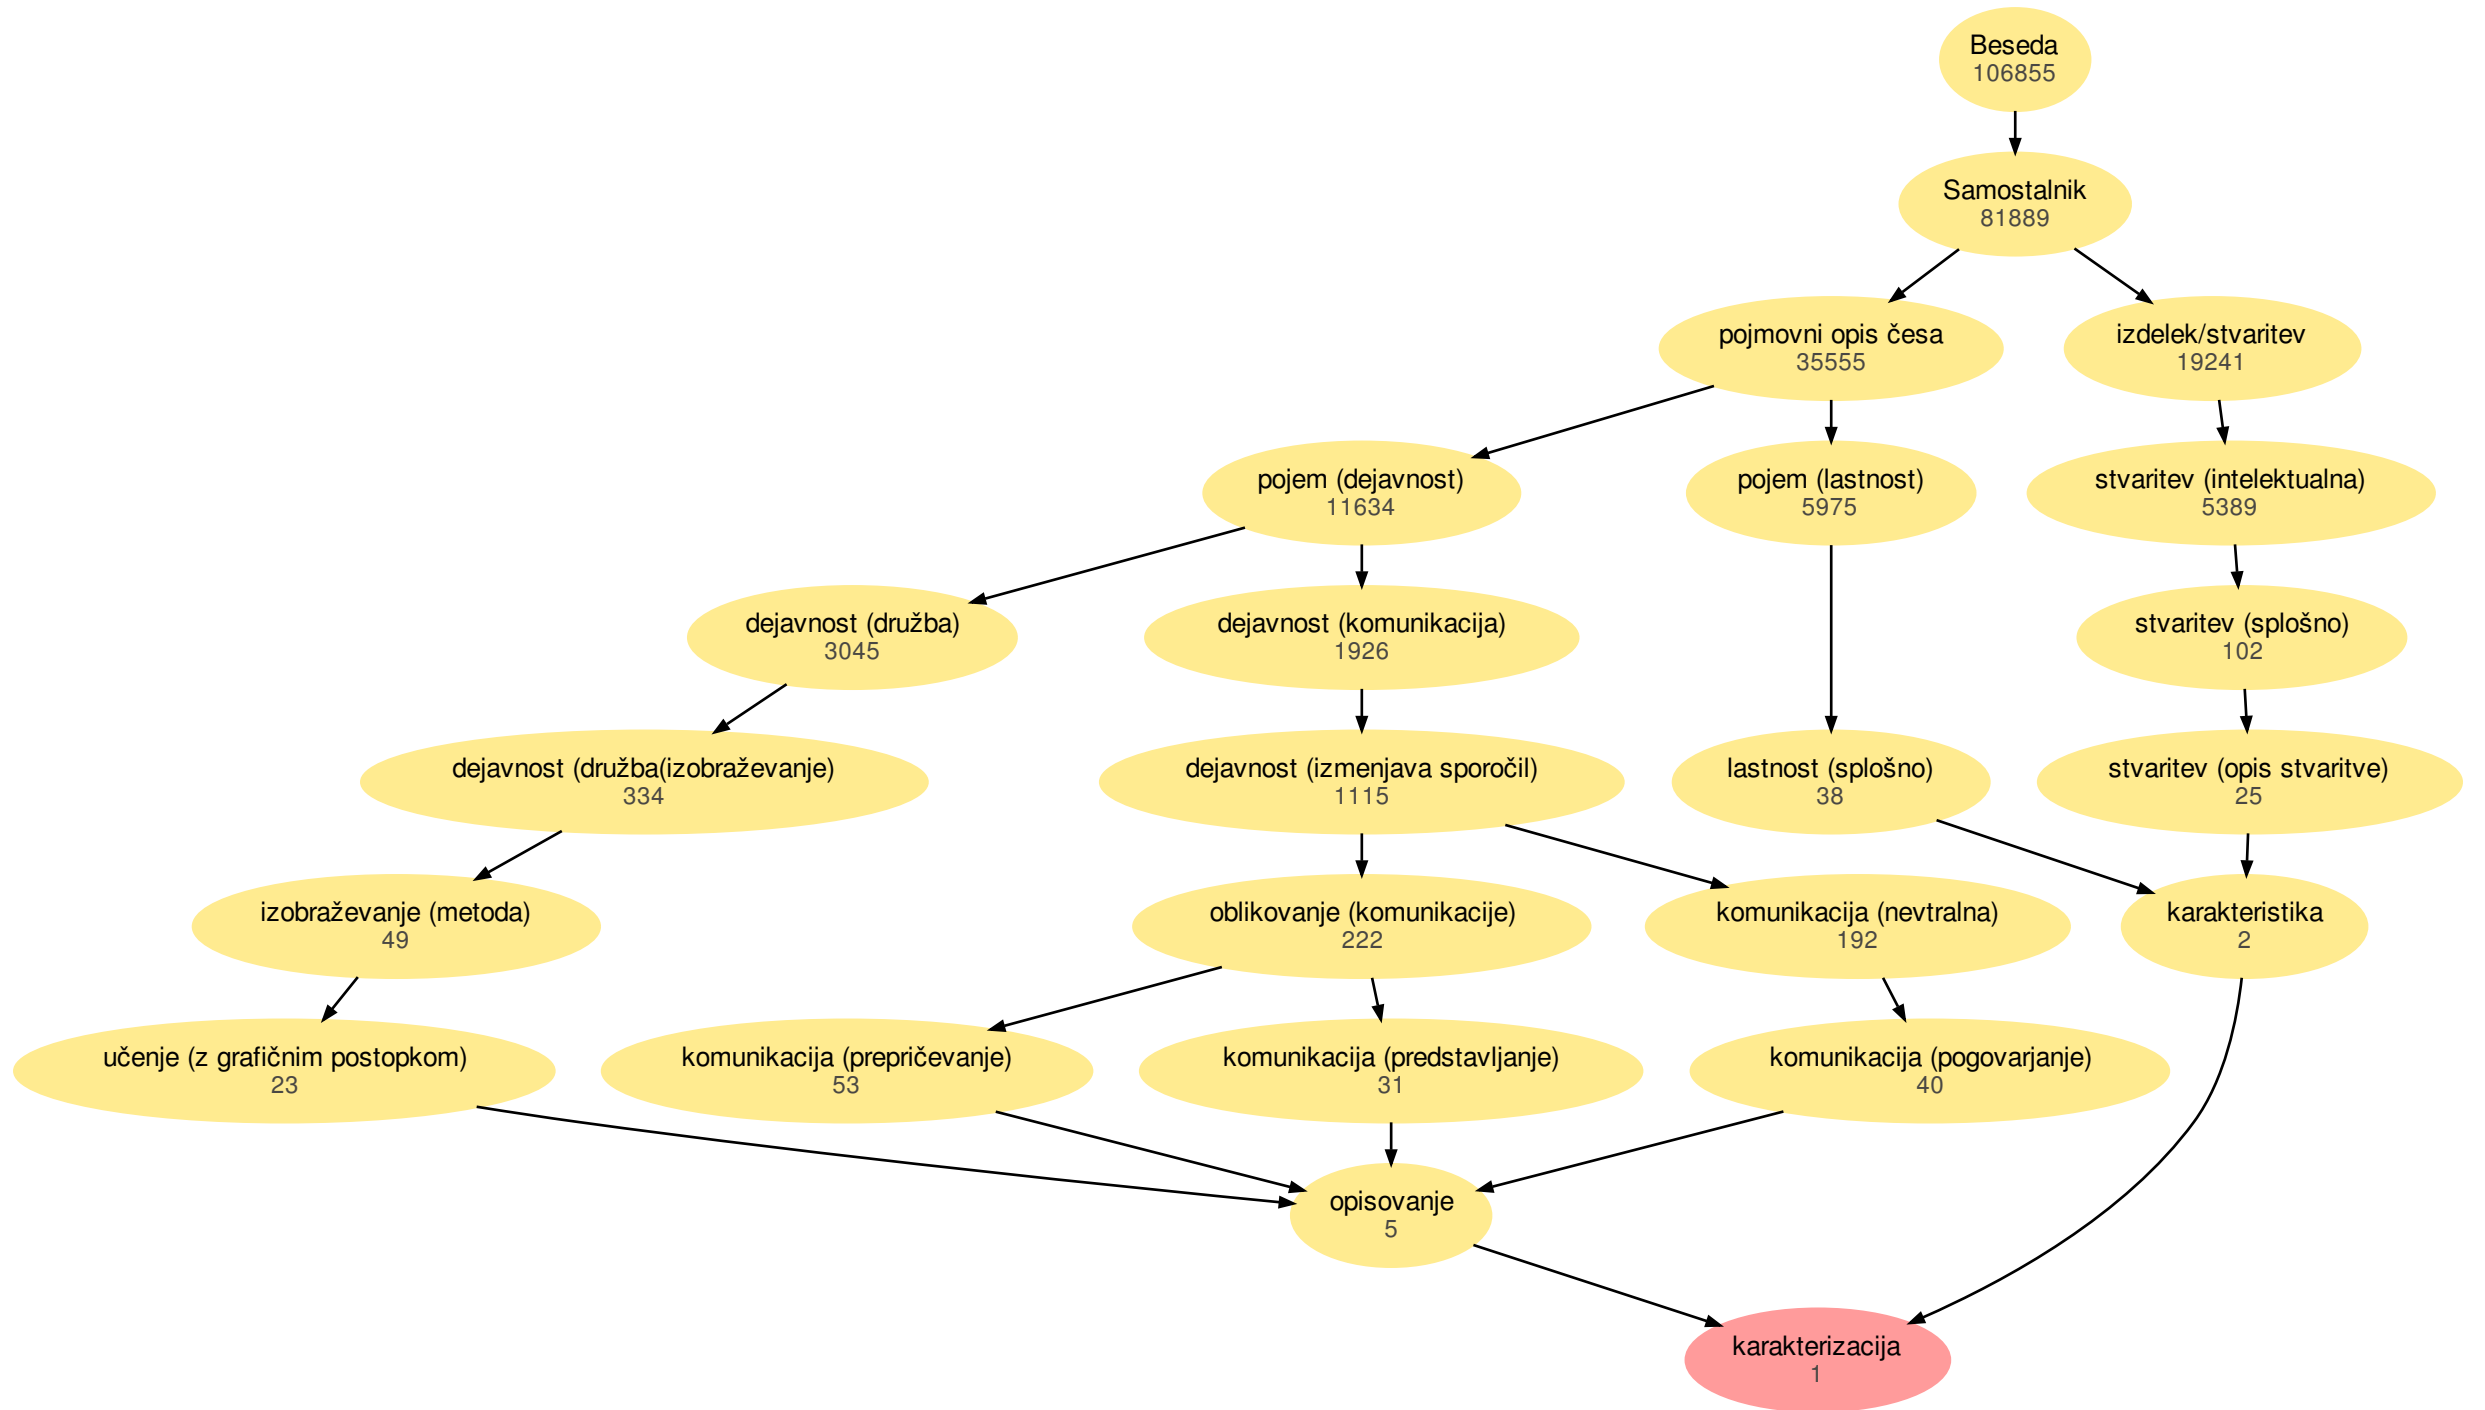 Beseda
106855
Samostalnik
81889
pojmovni opis česa
35555
izdelek/stvaritev
19241
pojem (dejavnost)
11634
pojem (lastnost)
5975
stvaritev (intelektualna)
5389
dejavnost (družba)
3045
dejavnost (komunikacija)
1926
stvaritev (splošno)
102
dejavnost (družba(izobraževanje)
334
dejavnost (izmenjava sporočil)
1115
lastnost (splošno)
38
stvaritev (opis stvaritve)
25
izobraževanje (metoda)
49
oblikovanje (komunikacije)
222
komunikacija (nevtralna)
192
karakteristika
2
učenje (z grafičnim postopkom)
23
komunikacija (prepričevanje)
53
komunikacija (predstavljanje)
31
komunikacija (pogovarjanje)
40
opisovanje
5
karakterizacija
1